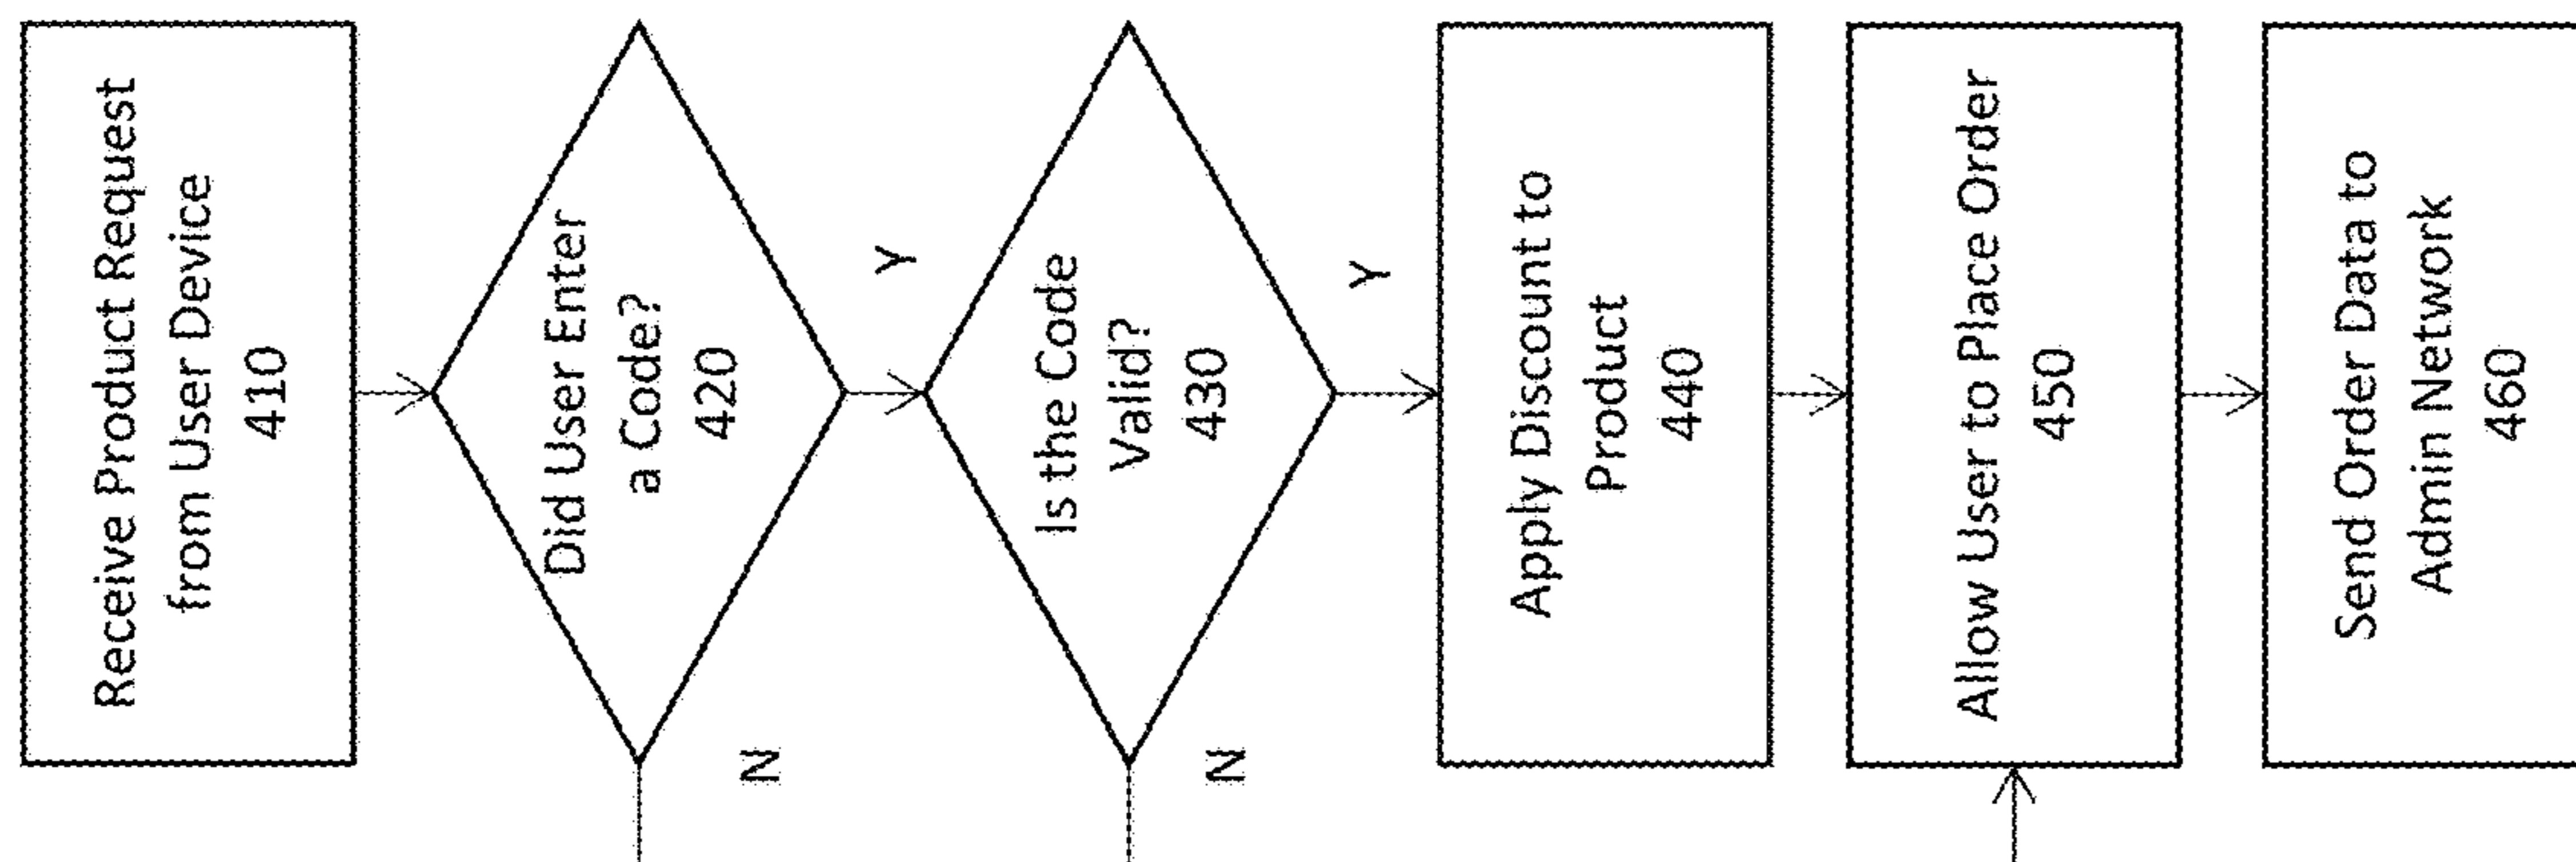 Receive Product Request
from User Device
410
Did User Enter
a Code?
420
Y
N
Is the Code
Valid?
430
Y
N
Apply Discount to
Product
440
Allow User to Place Order
450
Send Order Data to
Admin Network
460